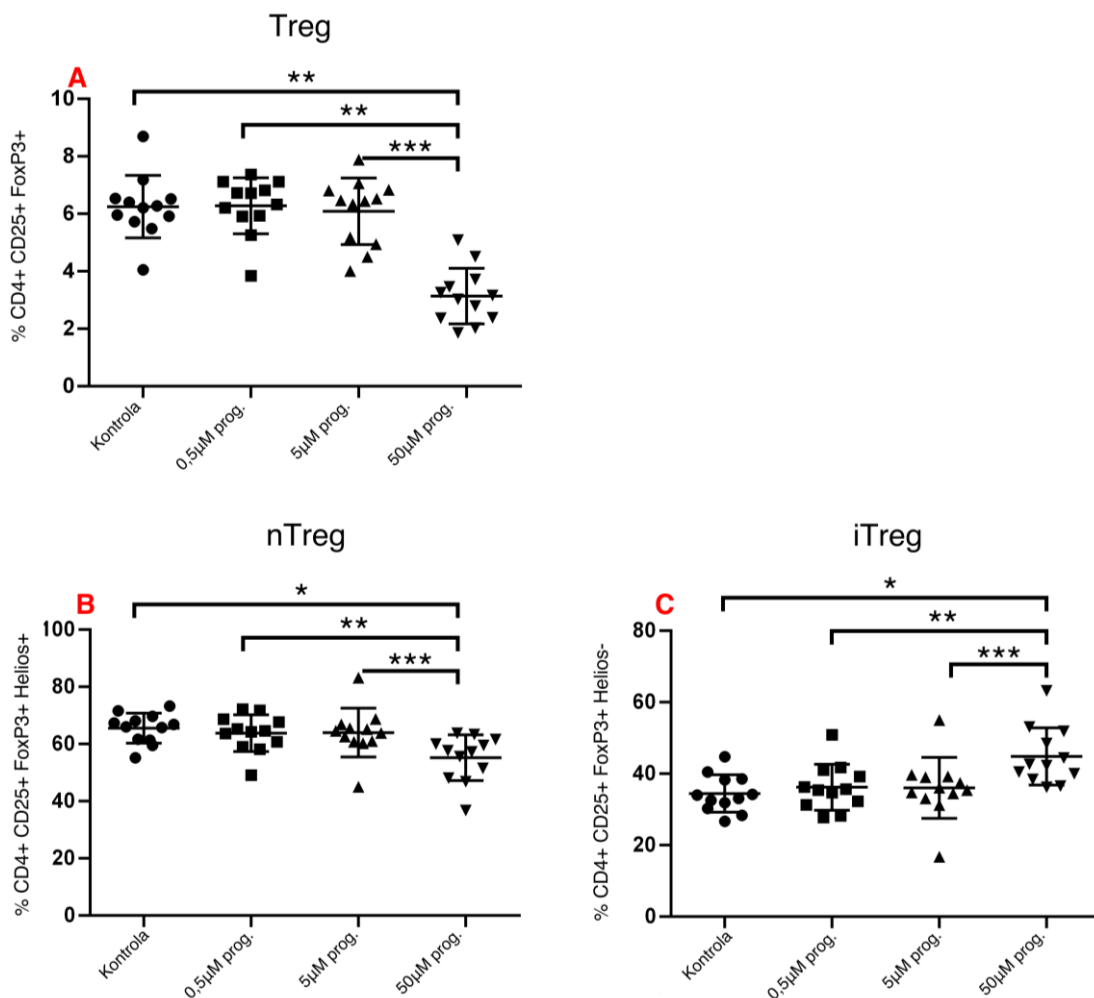 Treg
A
**
**
***
% CD4+ CD25+ FoxP3+
10
8
6
4
2
0
Kontrola
0,5µM prog.
5µM prog.
50µM prog.
nTreg
B
*
**
***
% CD4+ CD25+ FoxP3+ Helios+
100
80
60
40
20
0
Kontrola
0,5µM prog.
5µM prog.
50µM prog.
iTreg
C
*
**
***
% CD4+ CD25+ FoxP3+ Helios-
80
60
40
20
0
Kontrola
0,5µM prog.
5µM prog.
50µM prog.